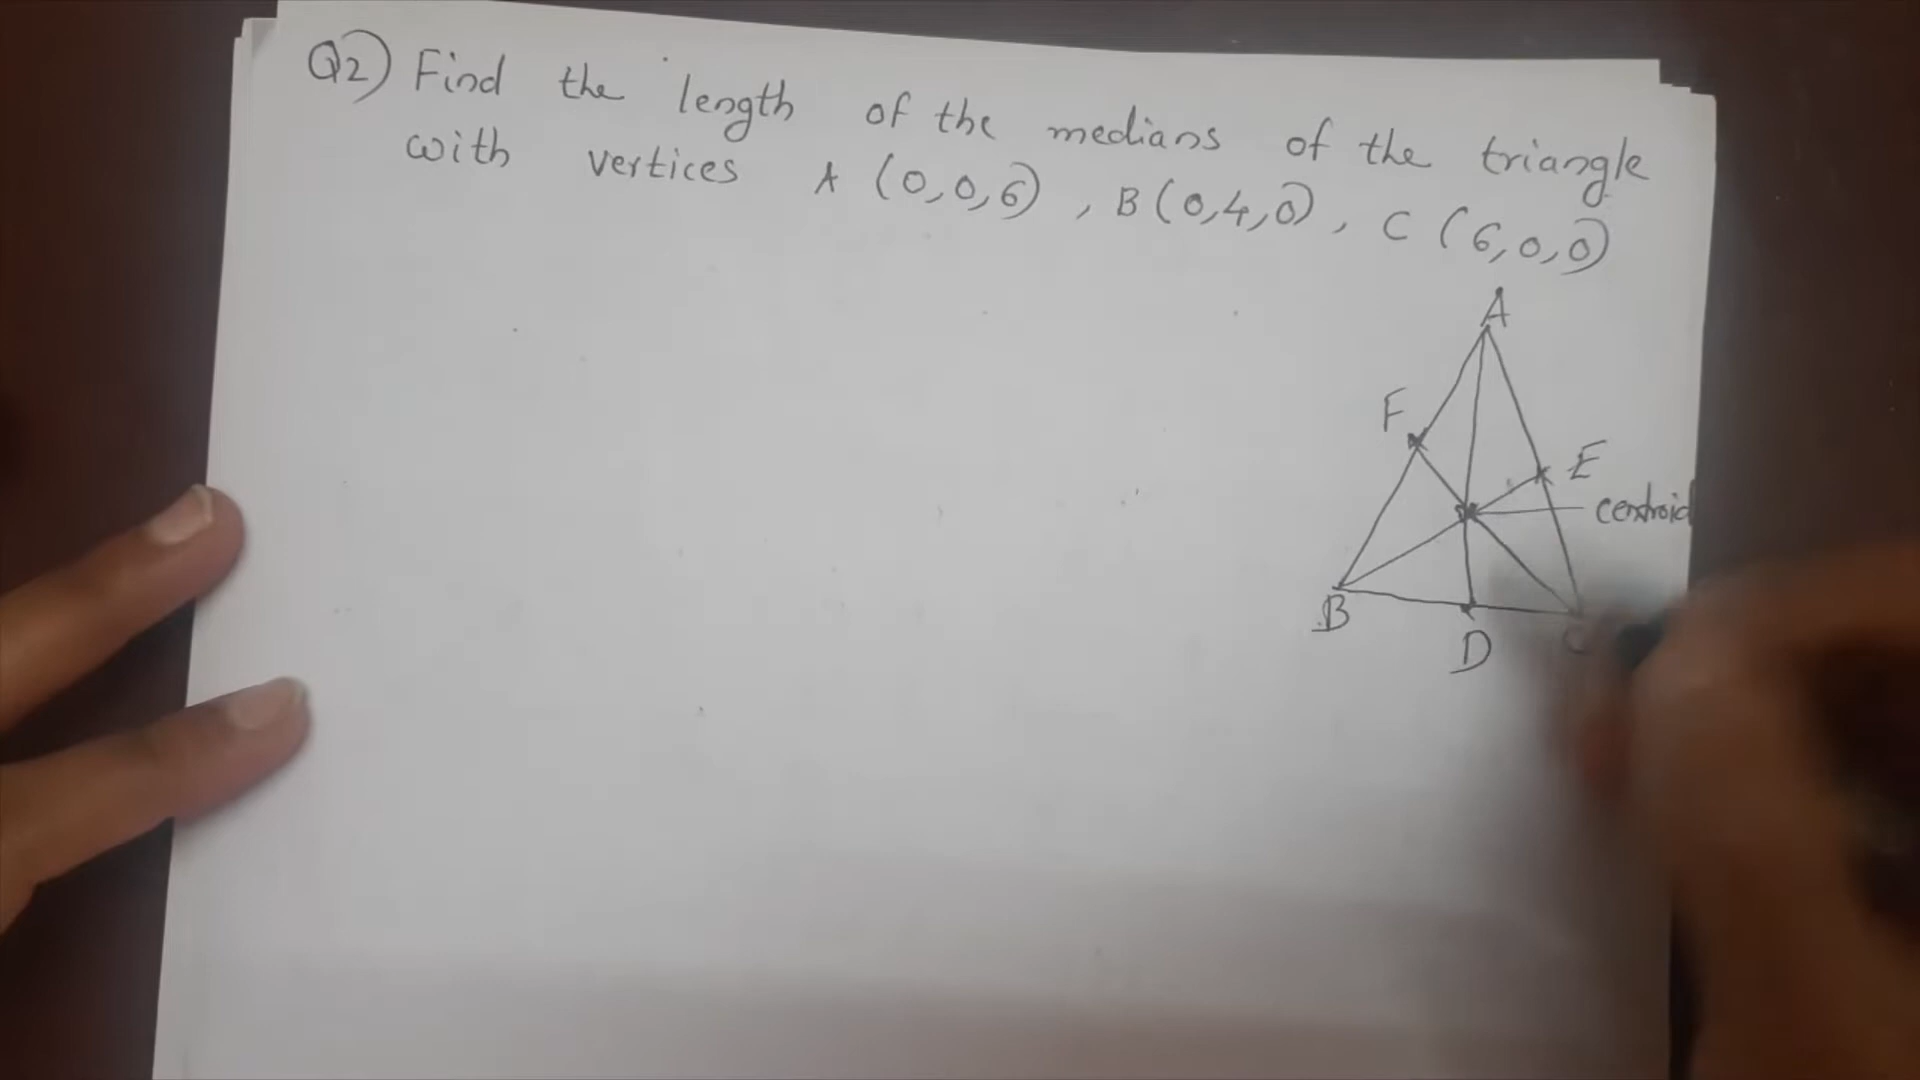 Q2) Find the length of the medians of the triangle
with vertices A (0,0,6) , B (0,4,0) , C (6,0,0)
A
F
E
centroid
B
D
C